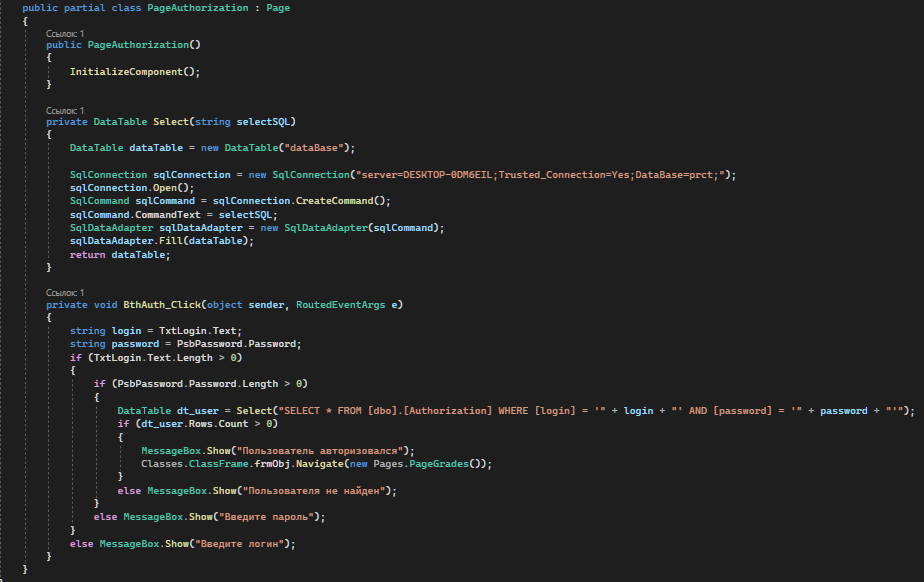 public partial class PageAuthorization : Page
{
Ссылок: 1
public PageAuthorization()
{
InitializeComponent();
}
Ссылок: 1
private DataTable Select(string selectSQL)
{
DataTable dataTable = new DataTable("dataBase");
SqlConnection sqlConnection = new SqlConnection("server=DESKTOP-0DM6EIL;Trusted_Connection=Yes;DataBase=prct;");
sqlConnection.Open();
SqlCommand sqlCommand = sqlConnection.CreateCommand();
sqlCommand.CommandText = selectSQL;
SqlDataAdapter sqlDataAdapter = new SqlDataAdapter(sqlCommand);
sqlDataAdapter.Fill(dataTable);
return dataTable;
}
Ссылок: 1
private void BthAuth_Click(object sender, RoutedEventArgs e)
{
string login = TxtLogin.Text;
string password = PsbPassword.Password;
if (TxtLogin.Text.Length > 0)
{
if (PsbPassword.Password.Length > 0)
{
DataTable dt_user = Select("SELECT * FROM [dbo].[Authorization] WHERE [login] = '" + login + "' AND [password] = '" + password + "'");
if (dt_user.Rows.Count > 0)
{
MessageBox.Show("Пользователь авторизовался");
Classes.ClassFrame.frmObj.Navigate(new Pages.PageGrades());
}
else MessageBox.Show("Пользователя не найден");
}
else MessageBox.Show("Введите пароль");
}
else MessageBox.Show("Введите логин");
}
}